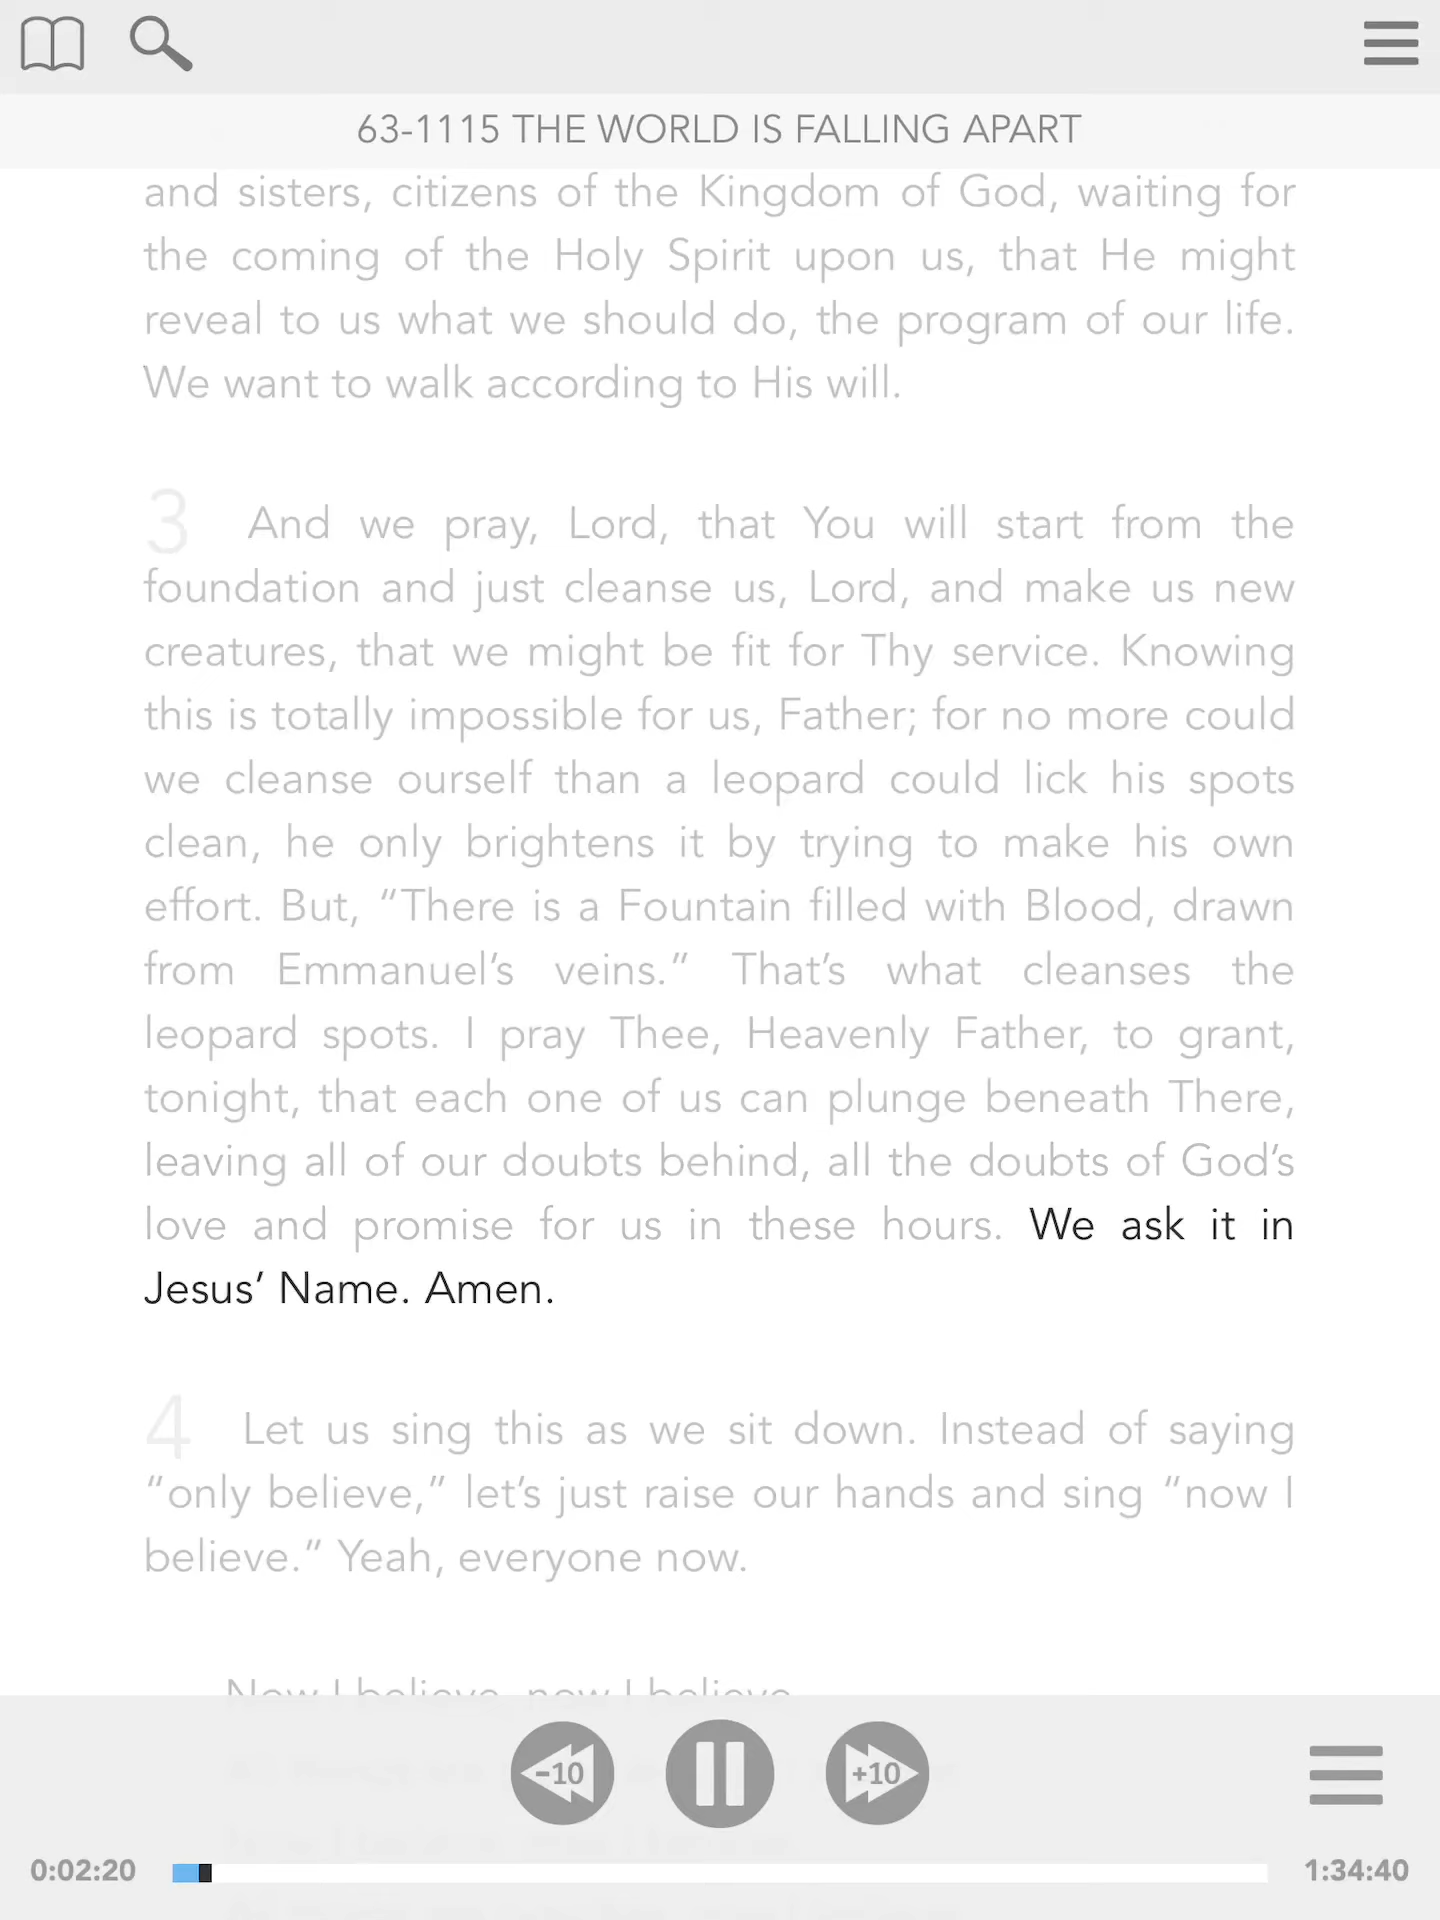 63-1115 THE WORLD IS FALLING APART
and sisters, citizens of the Kingdom of God, waiting for
the coming of the Holy Spirit upon us, that He might
reveal to us what we should do, the program of our life.
We want to walk according to His will.
3 And we pray, Lord, that You will start from the
foundation and just cleanse us, Lord, and make us new
creatures, that we might be fit for Thy service. Knowing
this is totally impossible for us, Father; for no more could
we cleanse ourself than a leopard could lick his spots
clean, he only brightens it by trying to make his own
effort. But, “There is a Fountain filled with Blood, drawn
from Emmanuel’s veins.” That’s what cleanses the
leopard spots. I pray Thee, Heavenly Father, to grant,
tonight, that each one of us can plunge beneath There,
leaving all of our doubts behind, all the doubts of God’s
love and promise for us in these hours. We ask it in
Jesus’ Name. Amen.
4 Let us sing this as we sit down. Instead of saying
“only believe,” let’s just raise our hands and sing “now I
believe.” Yeah, everyone now.
Now I believe, now I believe,
-10 +10
0:02:20 1:34:40